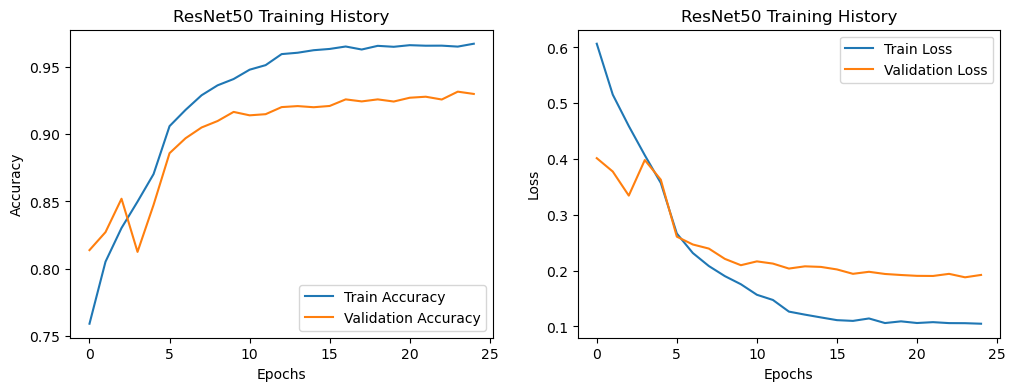 ResNet50 Training History
Accuracy
0.95
0.90
0.85
0.80
0.75
Train Accuracy
Validation Accuracy
0 5 10 15 20 25
Epochs
ResNet50 Training History
Loss
0.6
0.5
0.4
0.3
0.2
0.1
Train Loss
Validation Loss
0 5 10 15 20 25
Epochs